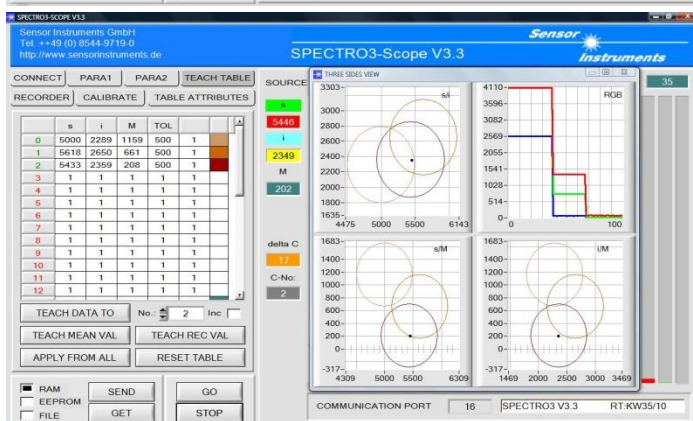 SPECTRO3-SCOPE V3.3
Sensor Instruments GmbH
Tel. ++49 (0) 8544-9719-0
http://www.sensorinstruments.de
SPECTRO3-Scope V3.3
Sensor
Instruments
CONNECT PARA1 PARA2 TEACH TABLE
RECORDER CALIBRATE TABLE ATTRIBUTES
s i M TOL
0 5000 2289 1159 500 1
1 5618 2650 661 500 1
2 5433 2359 208 500 1
3 1 1 1 1 1
4 1 1 1 1 1
5 1 1 1 1 1
6 1 1 1 1 1
7 1 1 1 1 1
8 1 1 1 1 1
9 1 1 1 1 1
10 1 1 1 1 1
11 1 1 1 1 1
12 1 1 1 1 1
TEACH DATA TO No.: 2 Inc
TEACH MEAN VAL TEACH REC VAL
APPLY FROM ALL RESET TABLE
RAM
EEPROM
FILE
SEND GO
GET STOP
SOURCE
s
5446
i
2349
M
202
delta C
17
C-No:
2
THREE SIDES VIEW
35
s/i
3303-
3000-
2800-
2600-
2400-
2200-
2000-
1800-
1635-
4475 5000 5500 6143
RGB
4110-
3596-
3082-
2569-
2055-
1541-
1028-
514-
0-
0 100
s/M
1683-
1400-
1200-
1000-
800-
600-
400-
200-
0-
-317-
4309 5000 5500 6309
i/M
1683-
1400-
1200-
1000-
800-
600-
400-
200-
0-
-317-
1469 2000 2500 3000 3469
COMMUNICATION PORT 16 SPECTRO3 V3.3 RT:KW35/10